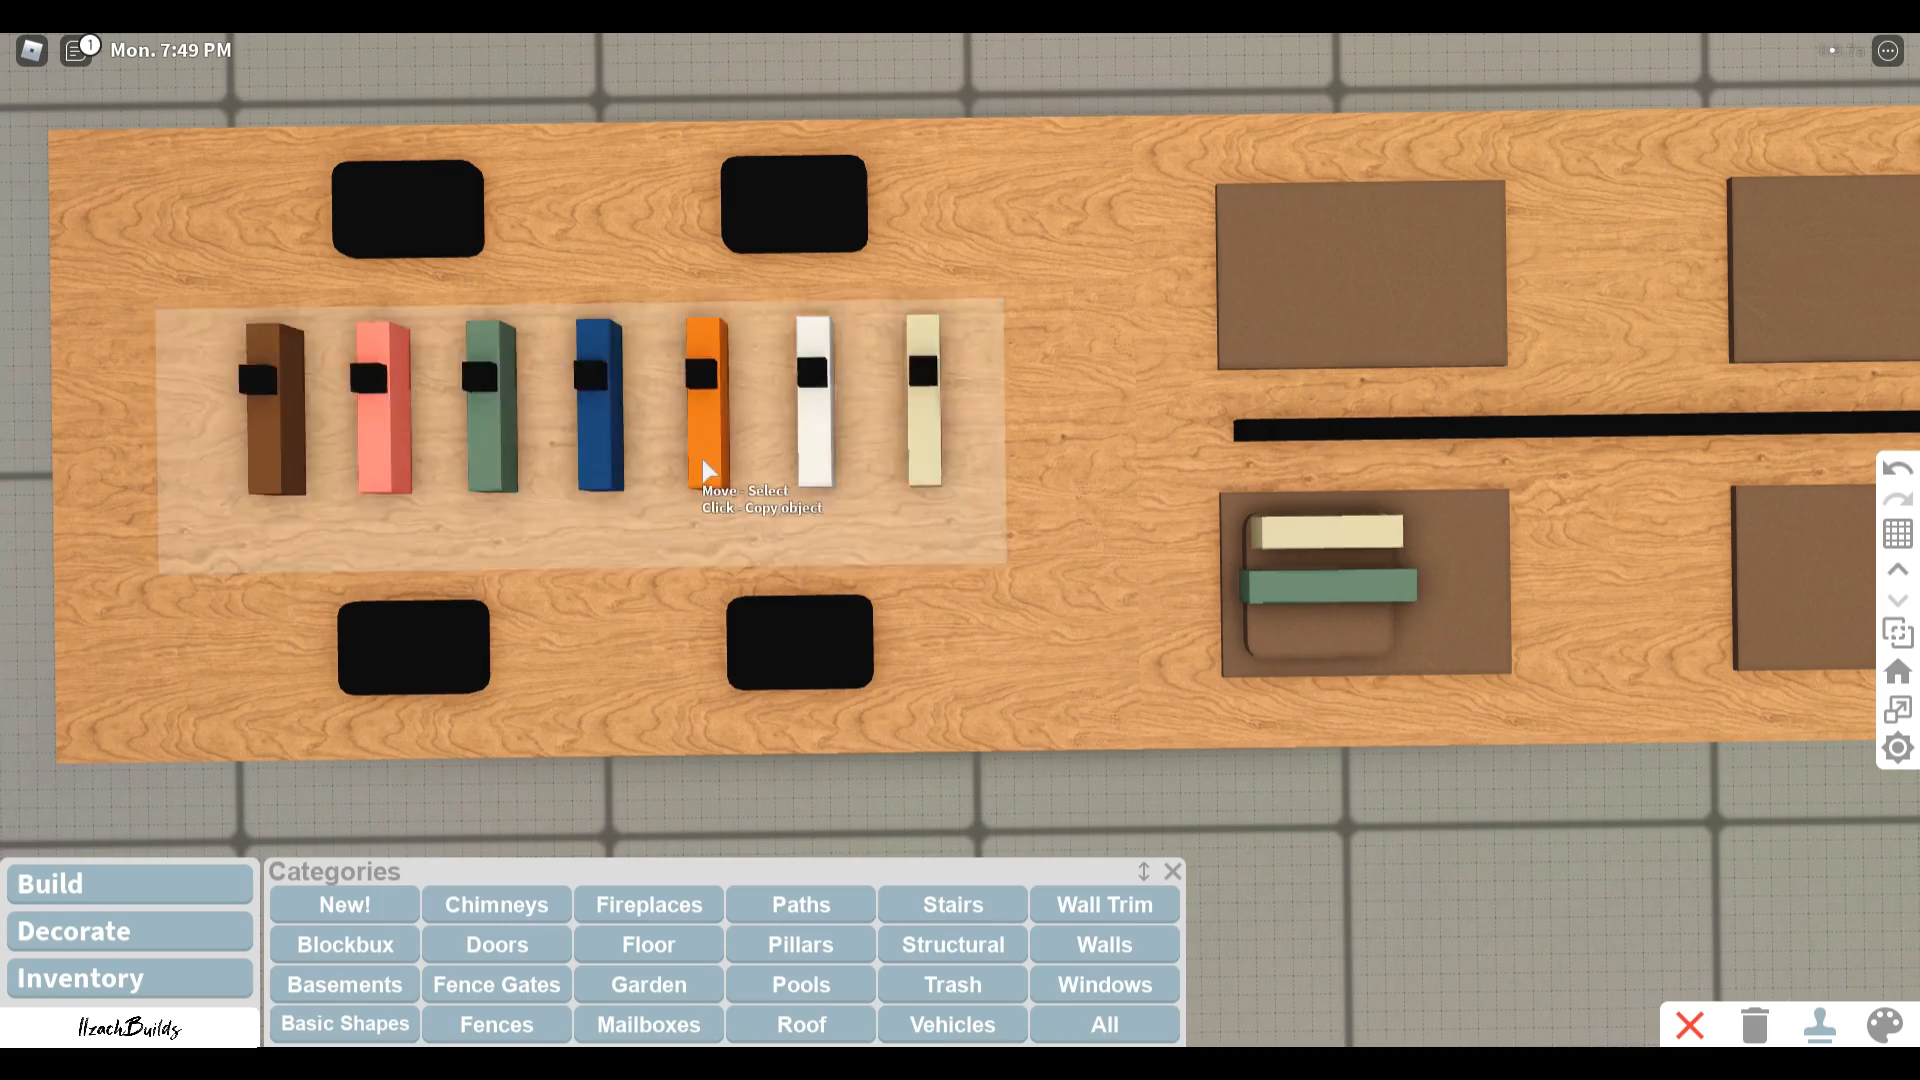 1
Mon. 7:49 PM
Move - Select
Click - Copy object
Build
Decorate
Inventory
IIzachBuilds
Categories
New! Chimneys Fireplaces Paths Stairs Wall Trim
Blockbux Doors Floor Pillars Structural Walls
Basements Fence Gates Garden Pools Trash Windows
Basic Shapes Fences Mailboxes Roof Vehicles All